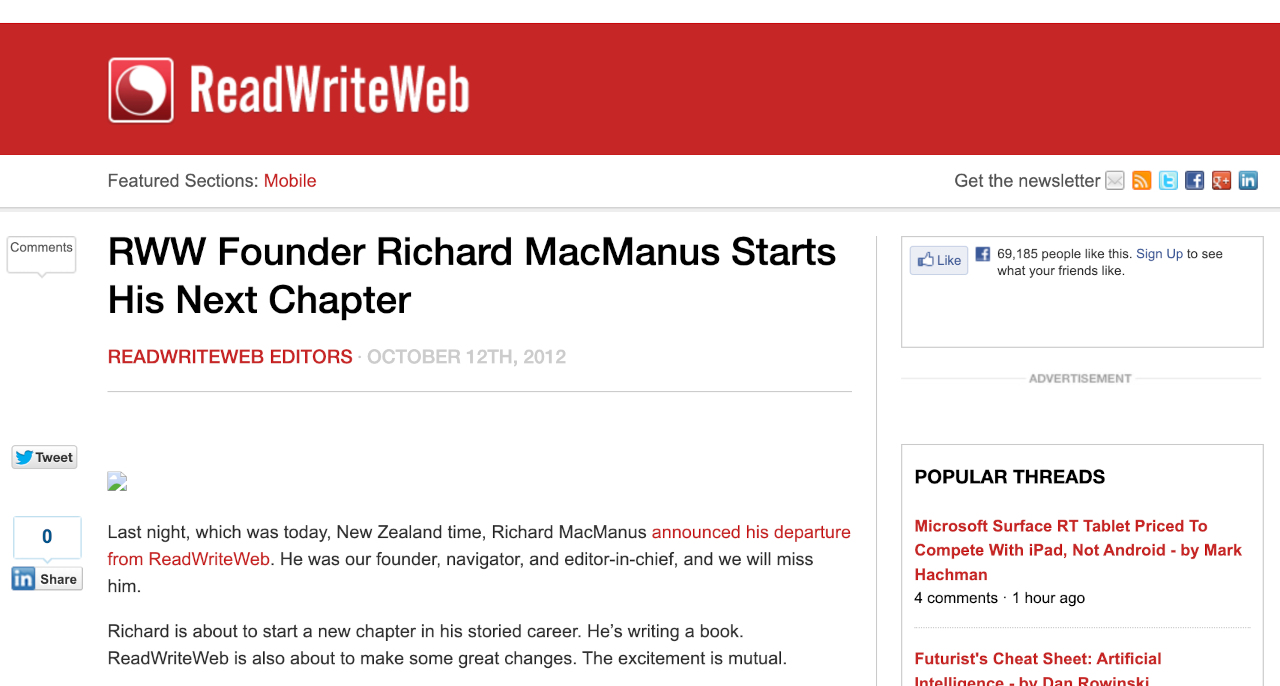 ReadWriteWeb
Featured Sections: Mobile
Get the newsletter
Comments
RWW Founder Richard MacManus Starts
His Next Chapter
READWRITEWEB EDITORS · OCTOBER 12TH, 2012
Tweet
0
Share
Last night, which was today, New Zealand time, Richard MacManus announced his departure
from ReadWriteWeb. He was our founder, navigator, and editor-in-chief, and we will miss
him.
Richard is about to start a new chapter in his storied career. He’s writing a book.
ReadWriteWeb is also about to make some great changes. The excitement is mutual.
Like
69,185 people like this. Sign Up to see
what your friends like.
ADVERTISEMENT
POPULAR THREADS
Microsoft Surface RT Tablet Priced To
Compete With iPad, Not Android - by Mark
Hachman
4 comments · 1 hour ago
Futurist's Cheat Sheet: Artificial
Intelligence - by Dan Rowinski